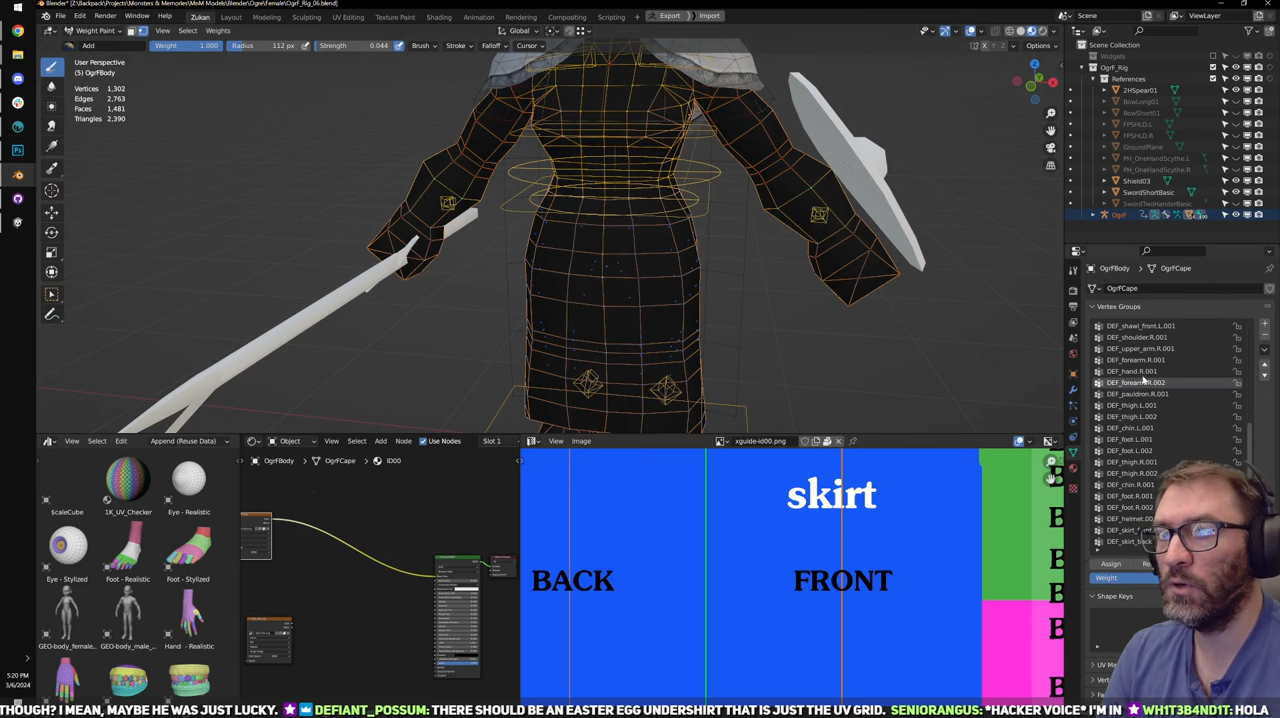 Blender* [Z:\Backpack\Projects\Monsters & Memories\MnM Models\Blender\Ogre\Female\OgrF_Rig_06.blend]
File Edit Render Window Help Zukan Layout UV Editing Sculpting Texture Paint Shading Animation Rendering Compositing Scripting Export Import Scene ViewLayer
Weight Paint View Select Weights Global
Add Weight 1.000 Radius 112 px Strength 0.044 Brush Stroke Falloff Cursor X Y Z Options
User Perspective
(5) OgrfBody
Vertices 1,302
Edges 2,763
Faces 1,481
Triangles 2,390
Scene Collection
Widgets
OgrF_Rig
References
2HSpear01
BowLong01
BowShort01
FPSHLD.L
FPSHLD.R
GroundPlane
PH_OneHandScythe.L
PH_OneHandScythe.R
Shield03
SwordShortBasic
SwordTwoHanderBasic
OgrF
OgrFBody OgrFCape
OgrFCape
Vertex Groups
DEF_shawl_front.L.001
DEF_shoulder.R.001
DEF_upper_arm.R.001
DEF_forearm.R.001
DEF_hand.R.001
DEF_forearm.R.002
DEF_pauldron.R.001
DEF_thigh.L.001
DEF_thigh.L.002
DEF_chin.L.001
DEF_foot.L.001
DEF_foot.L.002
DEF_thigh.R.001
DEF_thigh.R.002
DEF_chin.R.001
DEF_foot.R.001
DEF_foot.R.002
Assign
Weight
Shape Keys
View Select Edit Append (Reuse Data)
Object View Select Add Node Use Nodes Slot 1
View Image xguide-id00.png
OgrFBody OgrFCape ID00
ScaleCube 1K_UV_Checker Eye - Realistic
Eye - Stylized Foot - Realistic Foot - Stylized
GEO-body_fema... GEO-body_male_... Hand - Realistic
skirt
BACK FRONT
5:20 PM
3/6/2024
THOUGH? I MEAN, MAYBE HE WAS JUST LUCKY. DEFIANT_POSSUM: THERE SHOULD BE AN EASTER EGG UNDERSHIRT THAT IS JUST THE UV GRID. SENIORANGUS: *HACKER VOICE* I'M IN WH1T3B4ND1T: HOLA